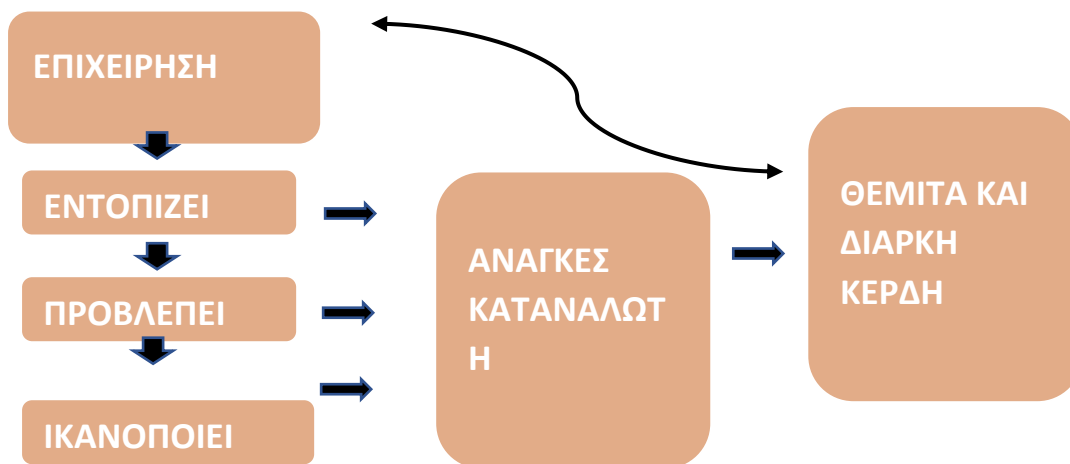 ΕΠΙΧΕΙΡΗΣΗ
ΕΝΤΟΠΙΖΕΙ
ΠΡΟΒΛΕΠΕΙ
ΙΚΑΝΟΠΟΙΕΙ
ΑΝΑΓΚΕΣ
ΚΑΤΑΝΑΛΩΤ
Η
ΘΕΜΙΤΑ ΚΑΙ
ΔΙΑΡΚΗ
ΚΕΡΔΗ